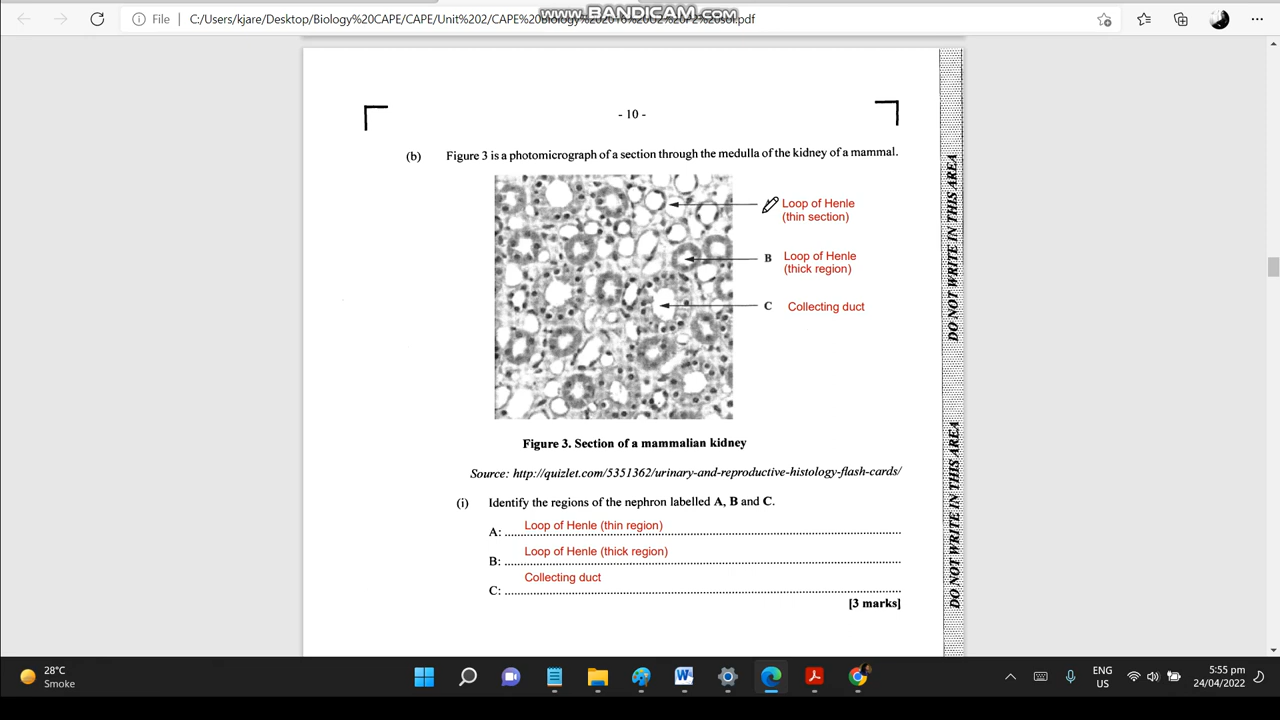 www.BANDICAM.com
File C:/Users/kjare/Desktop/Biology%20CAPE/CAPE/Unit%202/CAPE%20Biology%202016%20U2%20P2%20sol.pdf
- 10 -
(b) Figure 3 is a photomicrograph of a section through the medulla of the kidney of a mammal.
Loop of Henle
(thin section)
B Loop of Henle
(thick region)
C Collecting duct
Figure 3. Section of a mammalian kidney
Source: http://quizlet.com/5351362/urinary-and-reproductive-histology-flash-cards/
(i) Identify the regions of the nephron labelled A, B and C.
A: Loop of Henle (thin region)
B: Loop of Henle (thick region)
C: Collecting duct
[3 marks]
DO NOT WRITE IN THIS AREA
DO NOT WRITE IN THIS AREA
28°C
Smoke
ENG
US
5:55 pm
24/04/2022